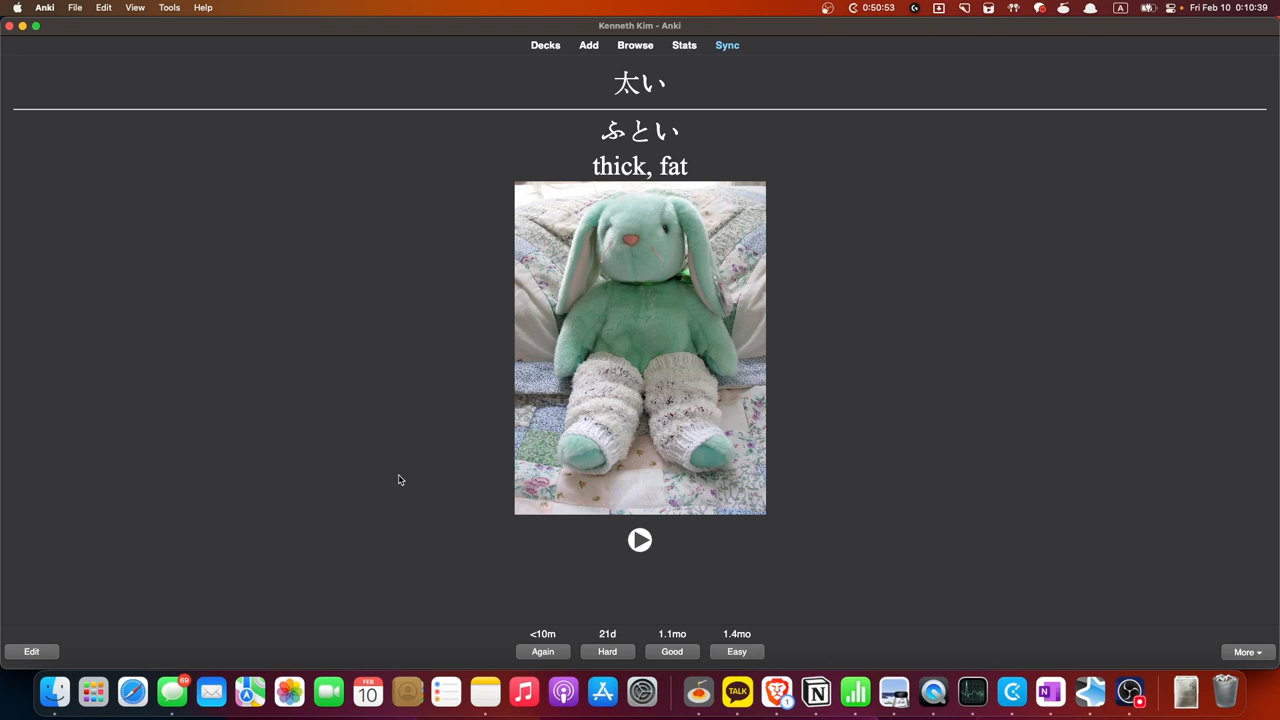 Anki File Edit View Tools Help 0:50:53 A Fri Feb 10 0:10:39
Kenneth Kim - Anki
Decks Add Browse Stats Sync
太い
ふとい
thick, fat
<10m 21d 1.1mo 1.4mo
Edit Again Hard Good Easy More
69 FEB 10 TALK 1 N